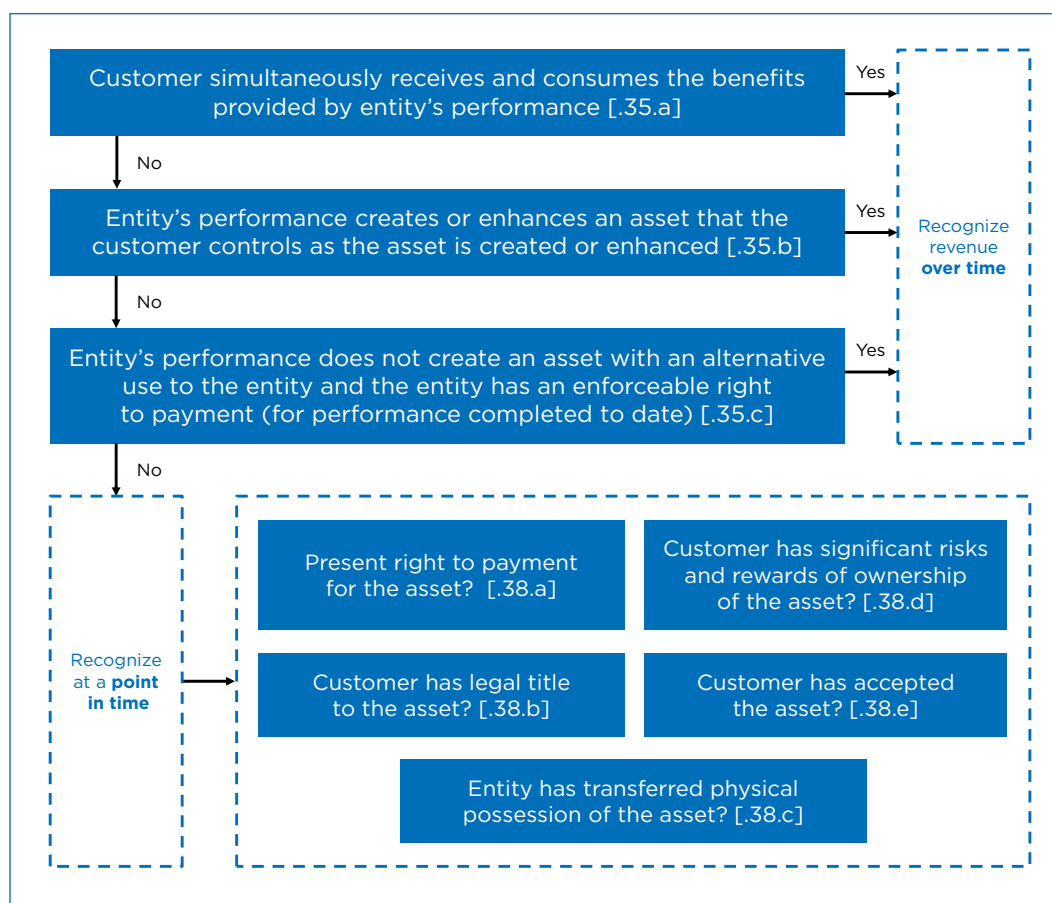 Customer simultaneously receives and consumes the benefits
provided by entity’s performance [.35.a]
Yes
No
Entity’s performance creates or enhances an asset that the
customer controls as the asset is created or enhanced [.35.b]
Yes
Recognize
revenue
over time
No
Entity’s performance does not create an asset with an alternative
use to the entity and the entity has an enforceable right
to payment (for performance completed to date) [.35.c]
Yes
No
Recognize
at a point
in time
Present right to payment
for the asset? [.38.a]
Customer has significant risks
and rewards of ownership
of the asset? [.38.d]
Customer has legal title
to the asset? [.38.b]
Customer has accepted
the asset? [.38.e]
Entity has transferred physical
possession of the asset? [.38.c]